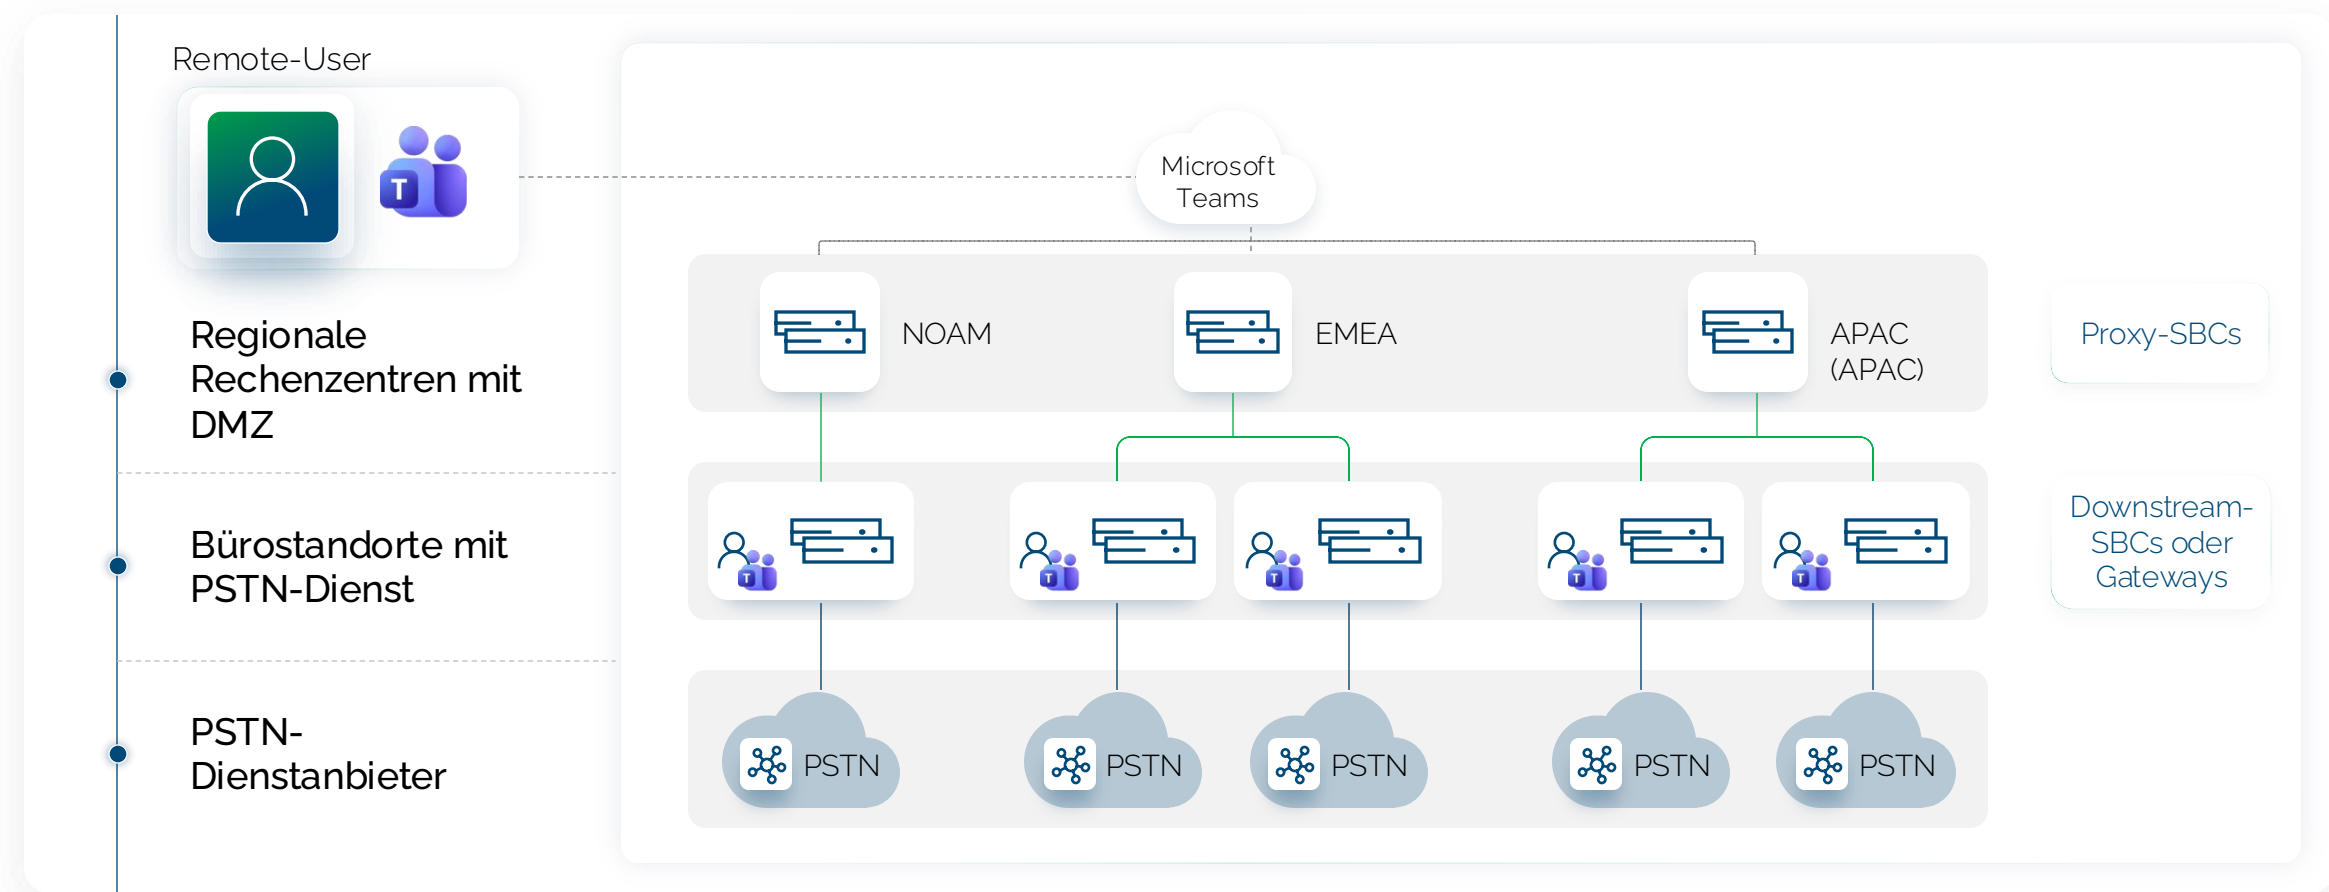 Remote-User
T
Microsoft
Teams
Regionale
Rechenzentren mit
DMZ
NOAM
EMEA
APAC
(APAC)
Proxy-SBCs
Bürostandorte mit
PSTN-Dienst
T
T
T
T
T
Downstream-
SBCs oder
Gateways
PSTN-
Dienstanbieter
PSTN
PSTN
PSTN
PSTN
PSTN